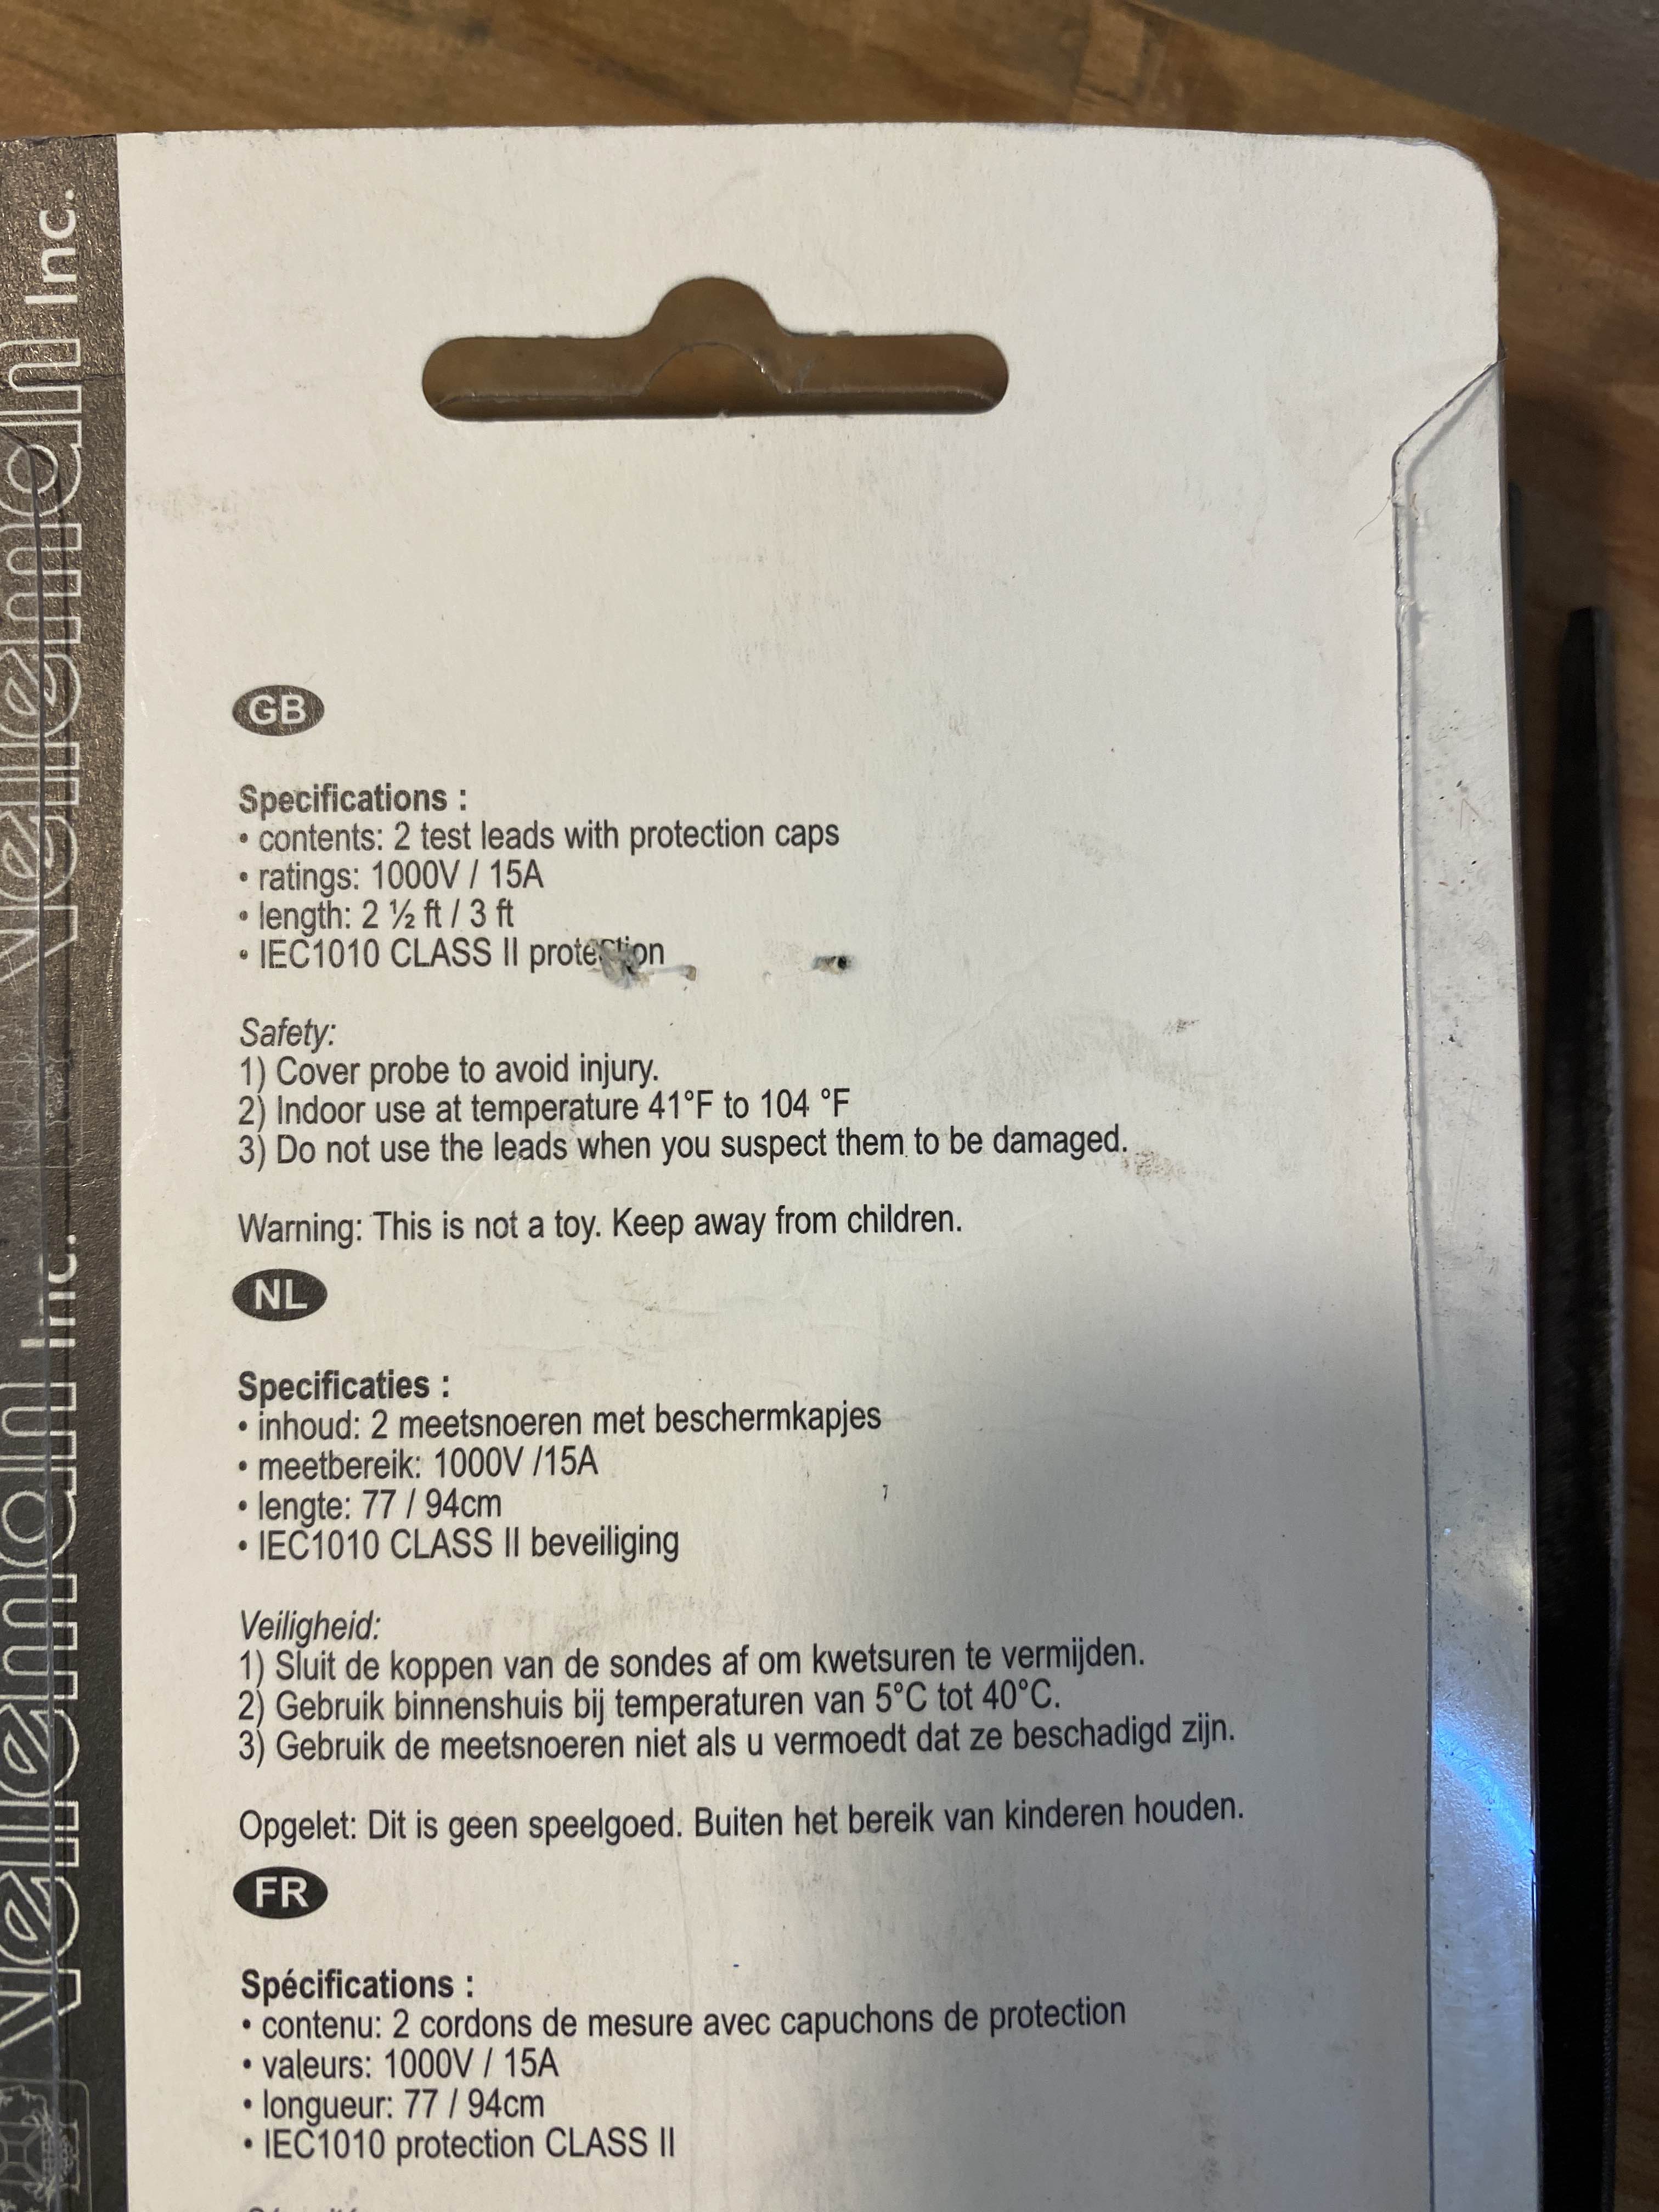 velleman Inc.
velleman Inc.
GB
Specifications :
• contents: 2 test leads with protection caps
• ratings: 1000V / 15A
• length: 2 ½ ft / 3 ft
• IEC1010 CLASS II protection
Safety:
1) Cover probe to avoid injury.
2) Indoor use at temperature 41°F to 104 °F
3) Do not use the leads when you suspect them to be damaged.
Warning: This is not a toy. Keep away from children.
NL
Specificaties :
• inhoud: 2 meetsnoeren met beschermkapjes
• meetbereik: 1000V /15A
• lengte: 77 / 94cm
• IEC1010 CLASS II beveiliging
Veiligheid:
1) Sluit de koppen van de sondes af om kwetsuren te vermijden.
2) Gebruik binnenshuis bij temperaturen van 5°C tot 40°C.
3) Gebruik de meetsnoeren niet als u vermoedt dat ze beschadigd zijn.
Opgelet: Dit is geen speelgoed. Buiten het bereik van kinderen houden.
FR
Spécifications :
• contenu: 2 cordons de mesure avec capuchons de protection
• valeurs: 1000V / 15A
• longueur: 77 / 94cm
• IEC1010 protection CLASS II